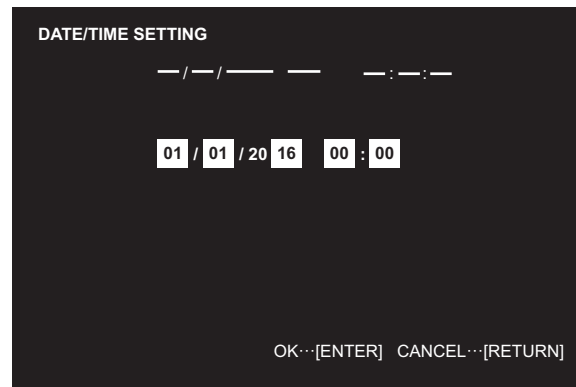 DATE/TIME SETTING
—/—/—— — —:—:—
01 / 01 / 20 16 00 : 00
OK···[ENTER] CANCEL···[RETURN]